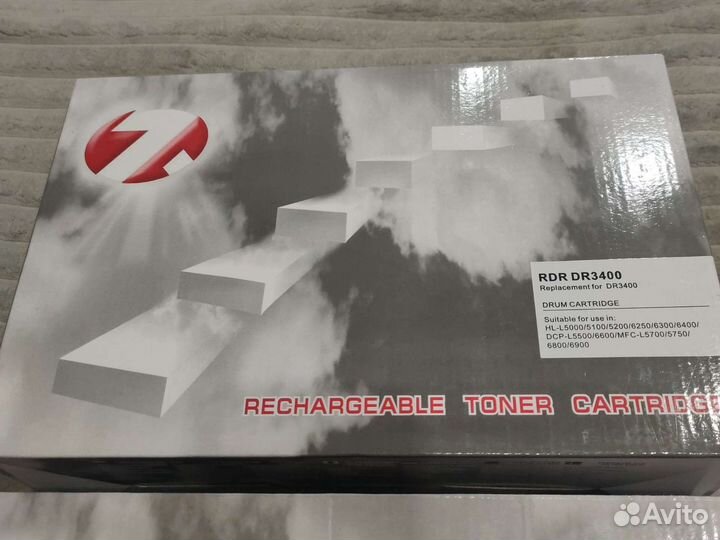 RDR DR3400
Replacement for DR3400
DRUM CARTRIDGE
Suitable for use in:
HL-L5000/5100/5200/6250/6300/6400/
DCP-L5500/6600/MFC-L5700/5750/
6800/6900
RECHARGEABLE TONER CARTRIDGE
Avito